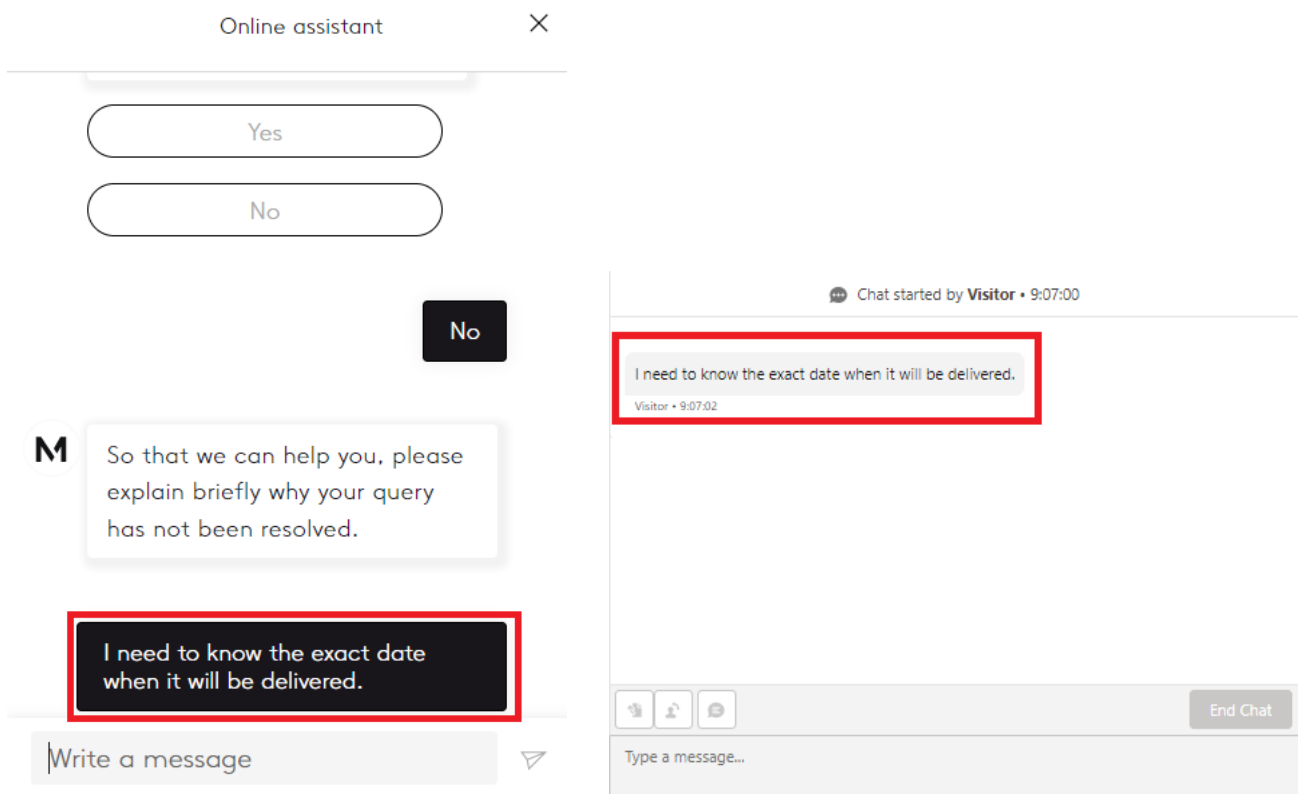 Online assistant
Yes
No
No
M
So that we can help you, please
explain briefly why your query
has not been resolved.
I need to know the exact date
when it will be delivered.
Write a message
Chat started by Visitor • 9:07:00
I need to know the exact date when it will be delivered.
Visitor • 9:07:02
End Chat
Type a message...